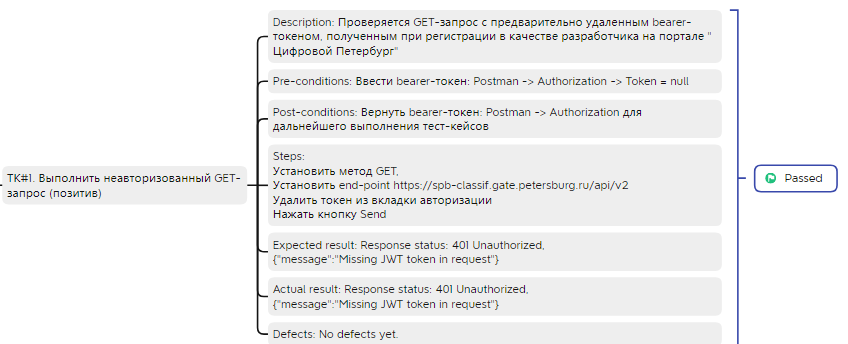 ТК#1. Выполнить неавторизованный GET-
запрос (позитив)
Description: Проверяется GET-запрос с предварительно удаленным bearer-
токеном, полученным при регистрации в качестве разработчика на портале "
Цифровой Петербург"
Pre-conditions: Ввести bearer-токен: Postman -> Authorization -> Token = null
Post-conditions: Вернуть bearer-токен: Postman -> Authorization для
дальнейшего выполнения тест-кейсов
Steps:
Установить метод GET,
Установить end-point https://spb-classif.gate.petersburg.ru/api/v2
Удалить токен из вкладки авторизации
Нажать кнопку Send
Expected result: Response status: 401 Unauthorized,
{"message":"Missing JWT token in request"}
Actual result: Response status: 401 Unauthorized,
{"message":"Missing JWT token in request"}
Defects: No defects yet.
Passed